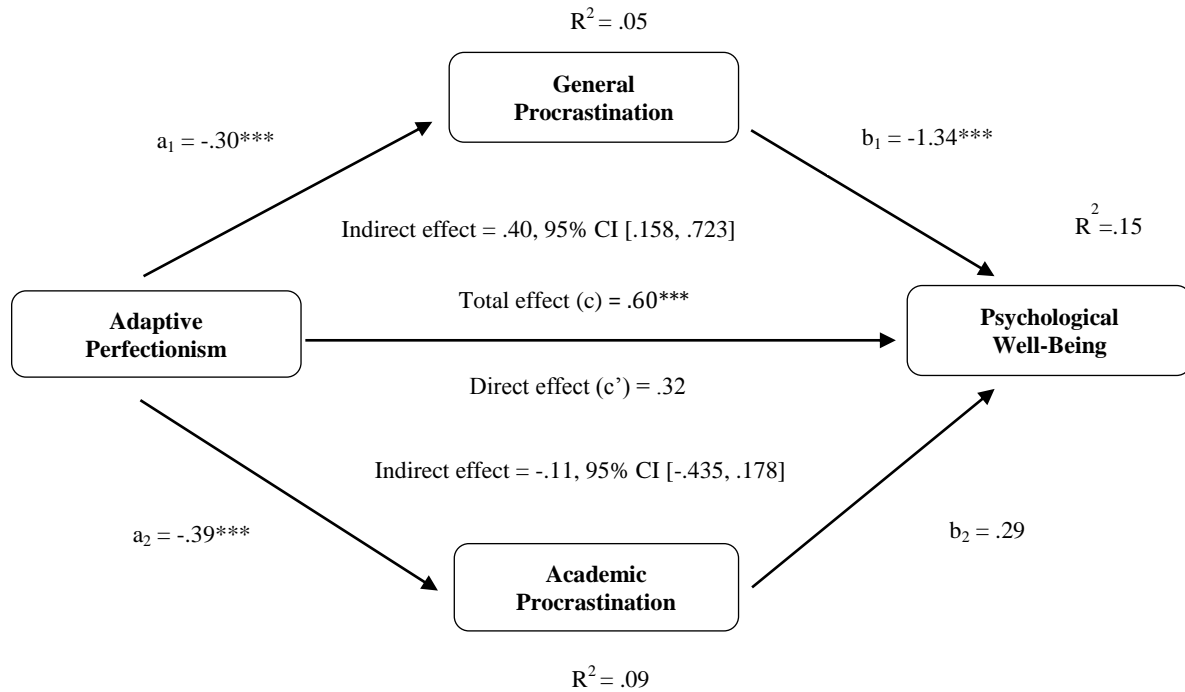 R² = .05
General
Procrastination
a₁ = -.30***
b₁ = -1.34***
Indirect effect = .40, 95% CI [.158, .723]
R²=.15
Total effect (c) = .60***
Adaptive
Perfectionism
Psychological
Well-Being
Direct effect (c’) = .32
Indirect effect = -.11, 95% CI [-.435, .178]
a₂ = -.39***
b₂ = .29
Academic
Procrastination
R² = .09